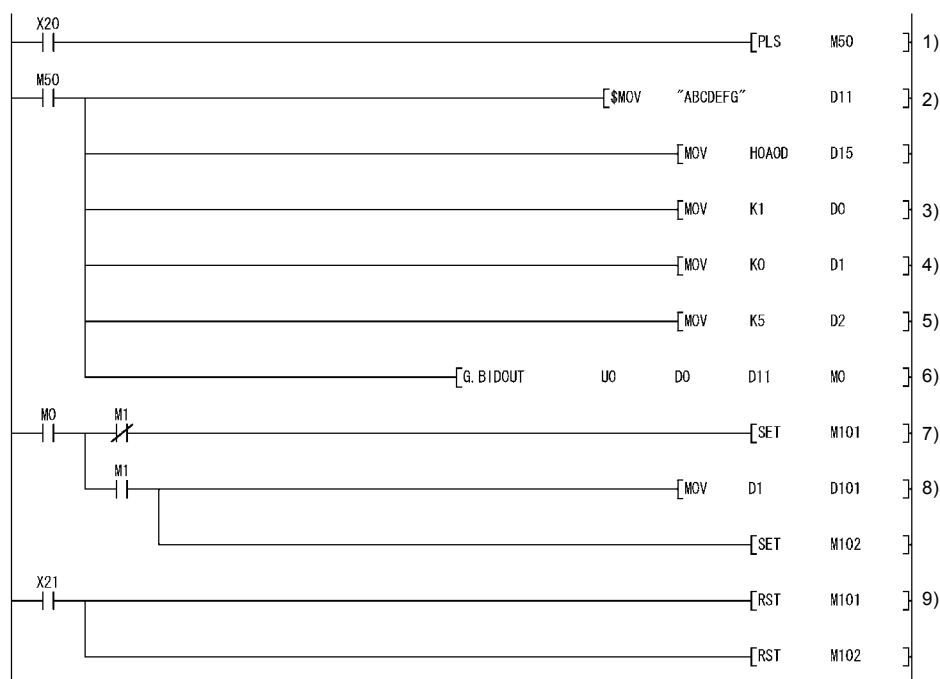 X20
[PLS M50 ] 1)
M50
[$MOV "ABCDEFG" D11 ] 2)
[MOV H0A0D D15 ]
[MOV K1 D0 ] 3)
[MOV K0 D1 ] 4)
[MOV K5 D2 ] 5)
[G.BIDOUT U0 D0 D11 M0 ] 6)
M0 M1
[SET M101 ] 7)
M1
[MOV D1 D101 ] 8)
[SET M102 ]
X21
[RST M101 ] 9)
[RST M102 ]